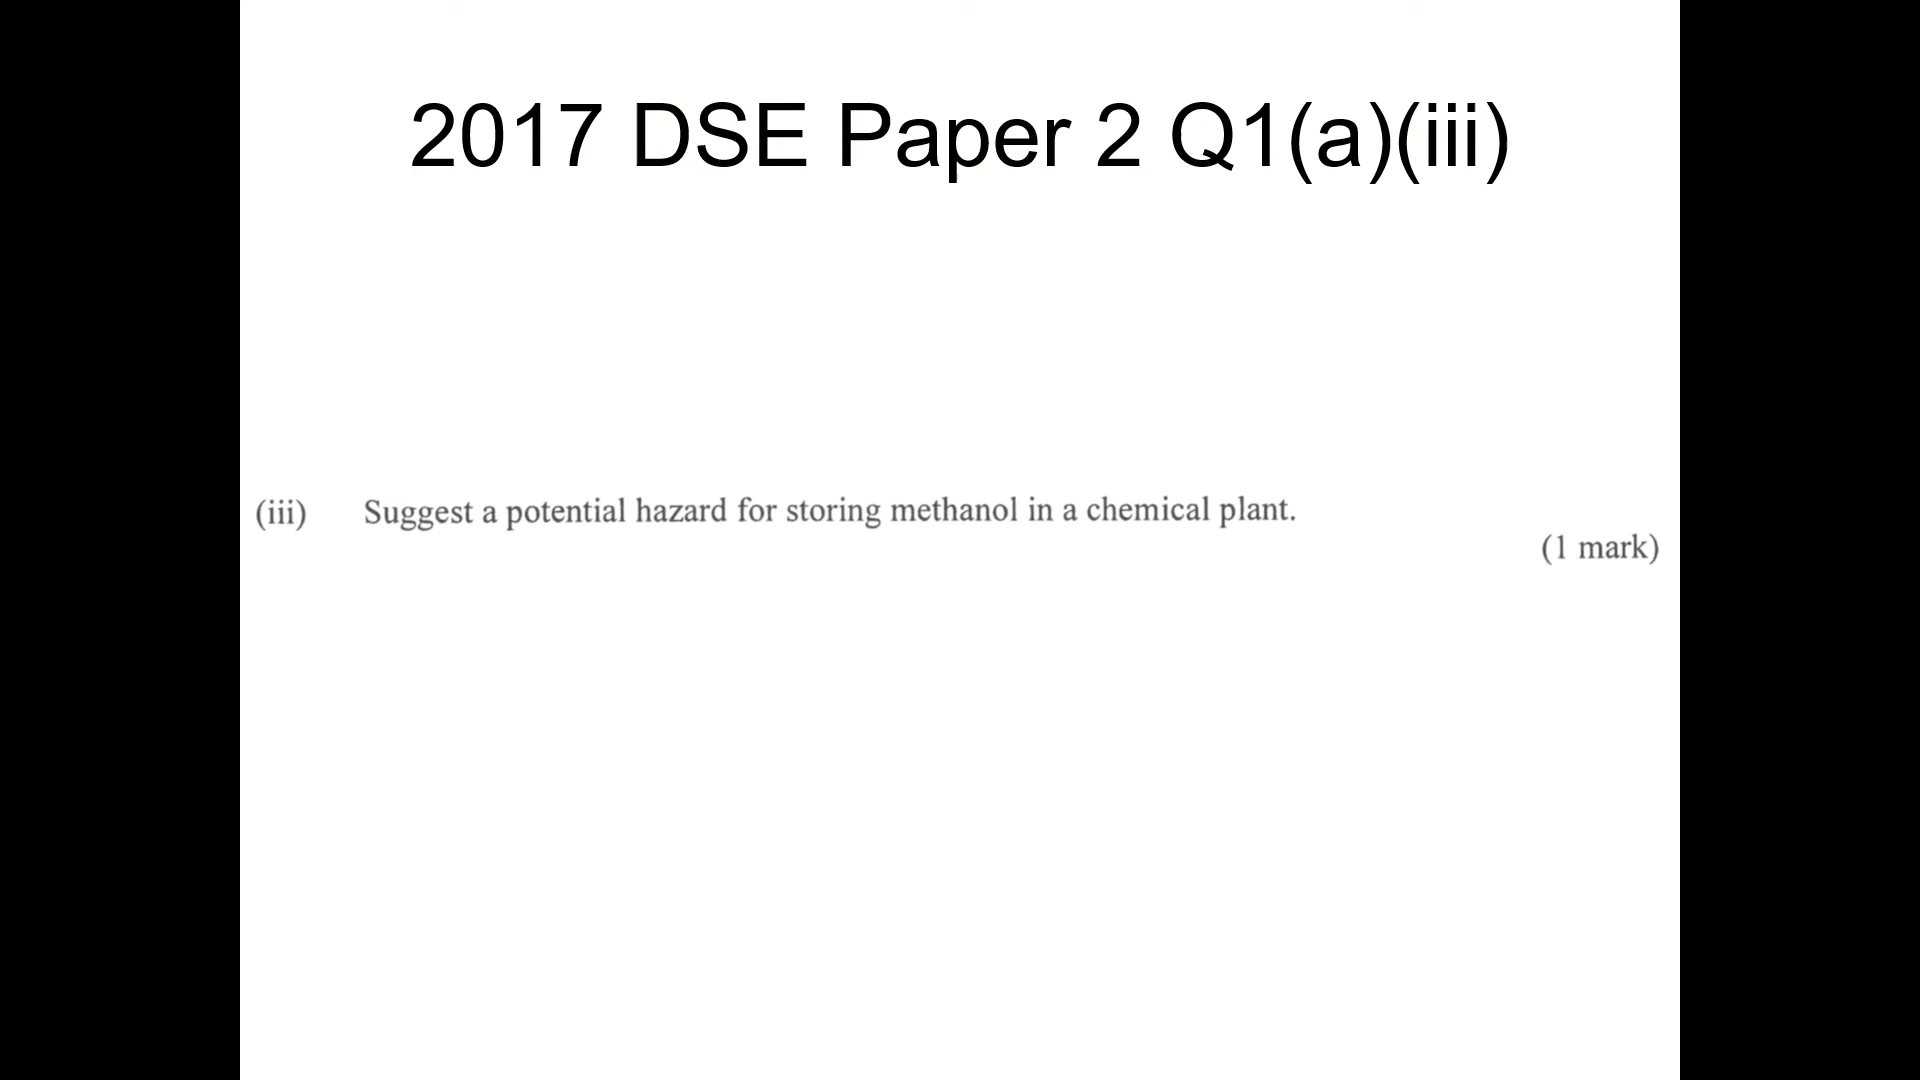 2017 DSE Paper 2 Q1(a)(iii)
(iii) Suggest a potential hazard for storing methanol in a chemical plant.
(1 mark)